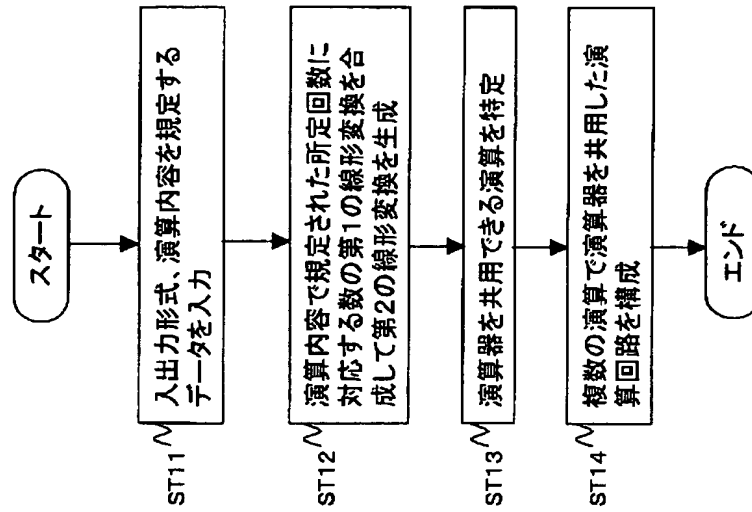 スタート
ST11
入出力形式、演算内容を規定する
データを入力
ST12
演算内容で規定された所定回数に
対応する数の第1の線形変換を合
成して第2の線形変換を生成
ST13
演算器を共用できる演算を特定
ST14
複数の演算で演算器を共用した演
算回路を構成
エンド